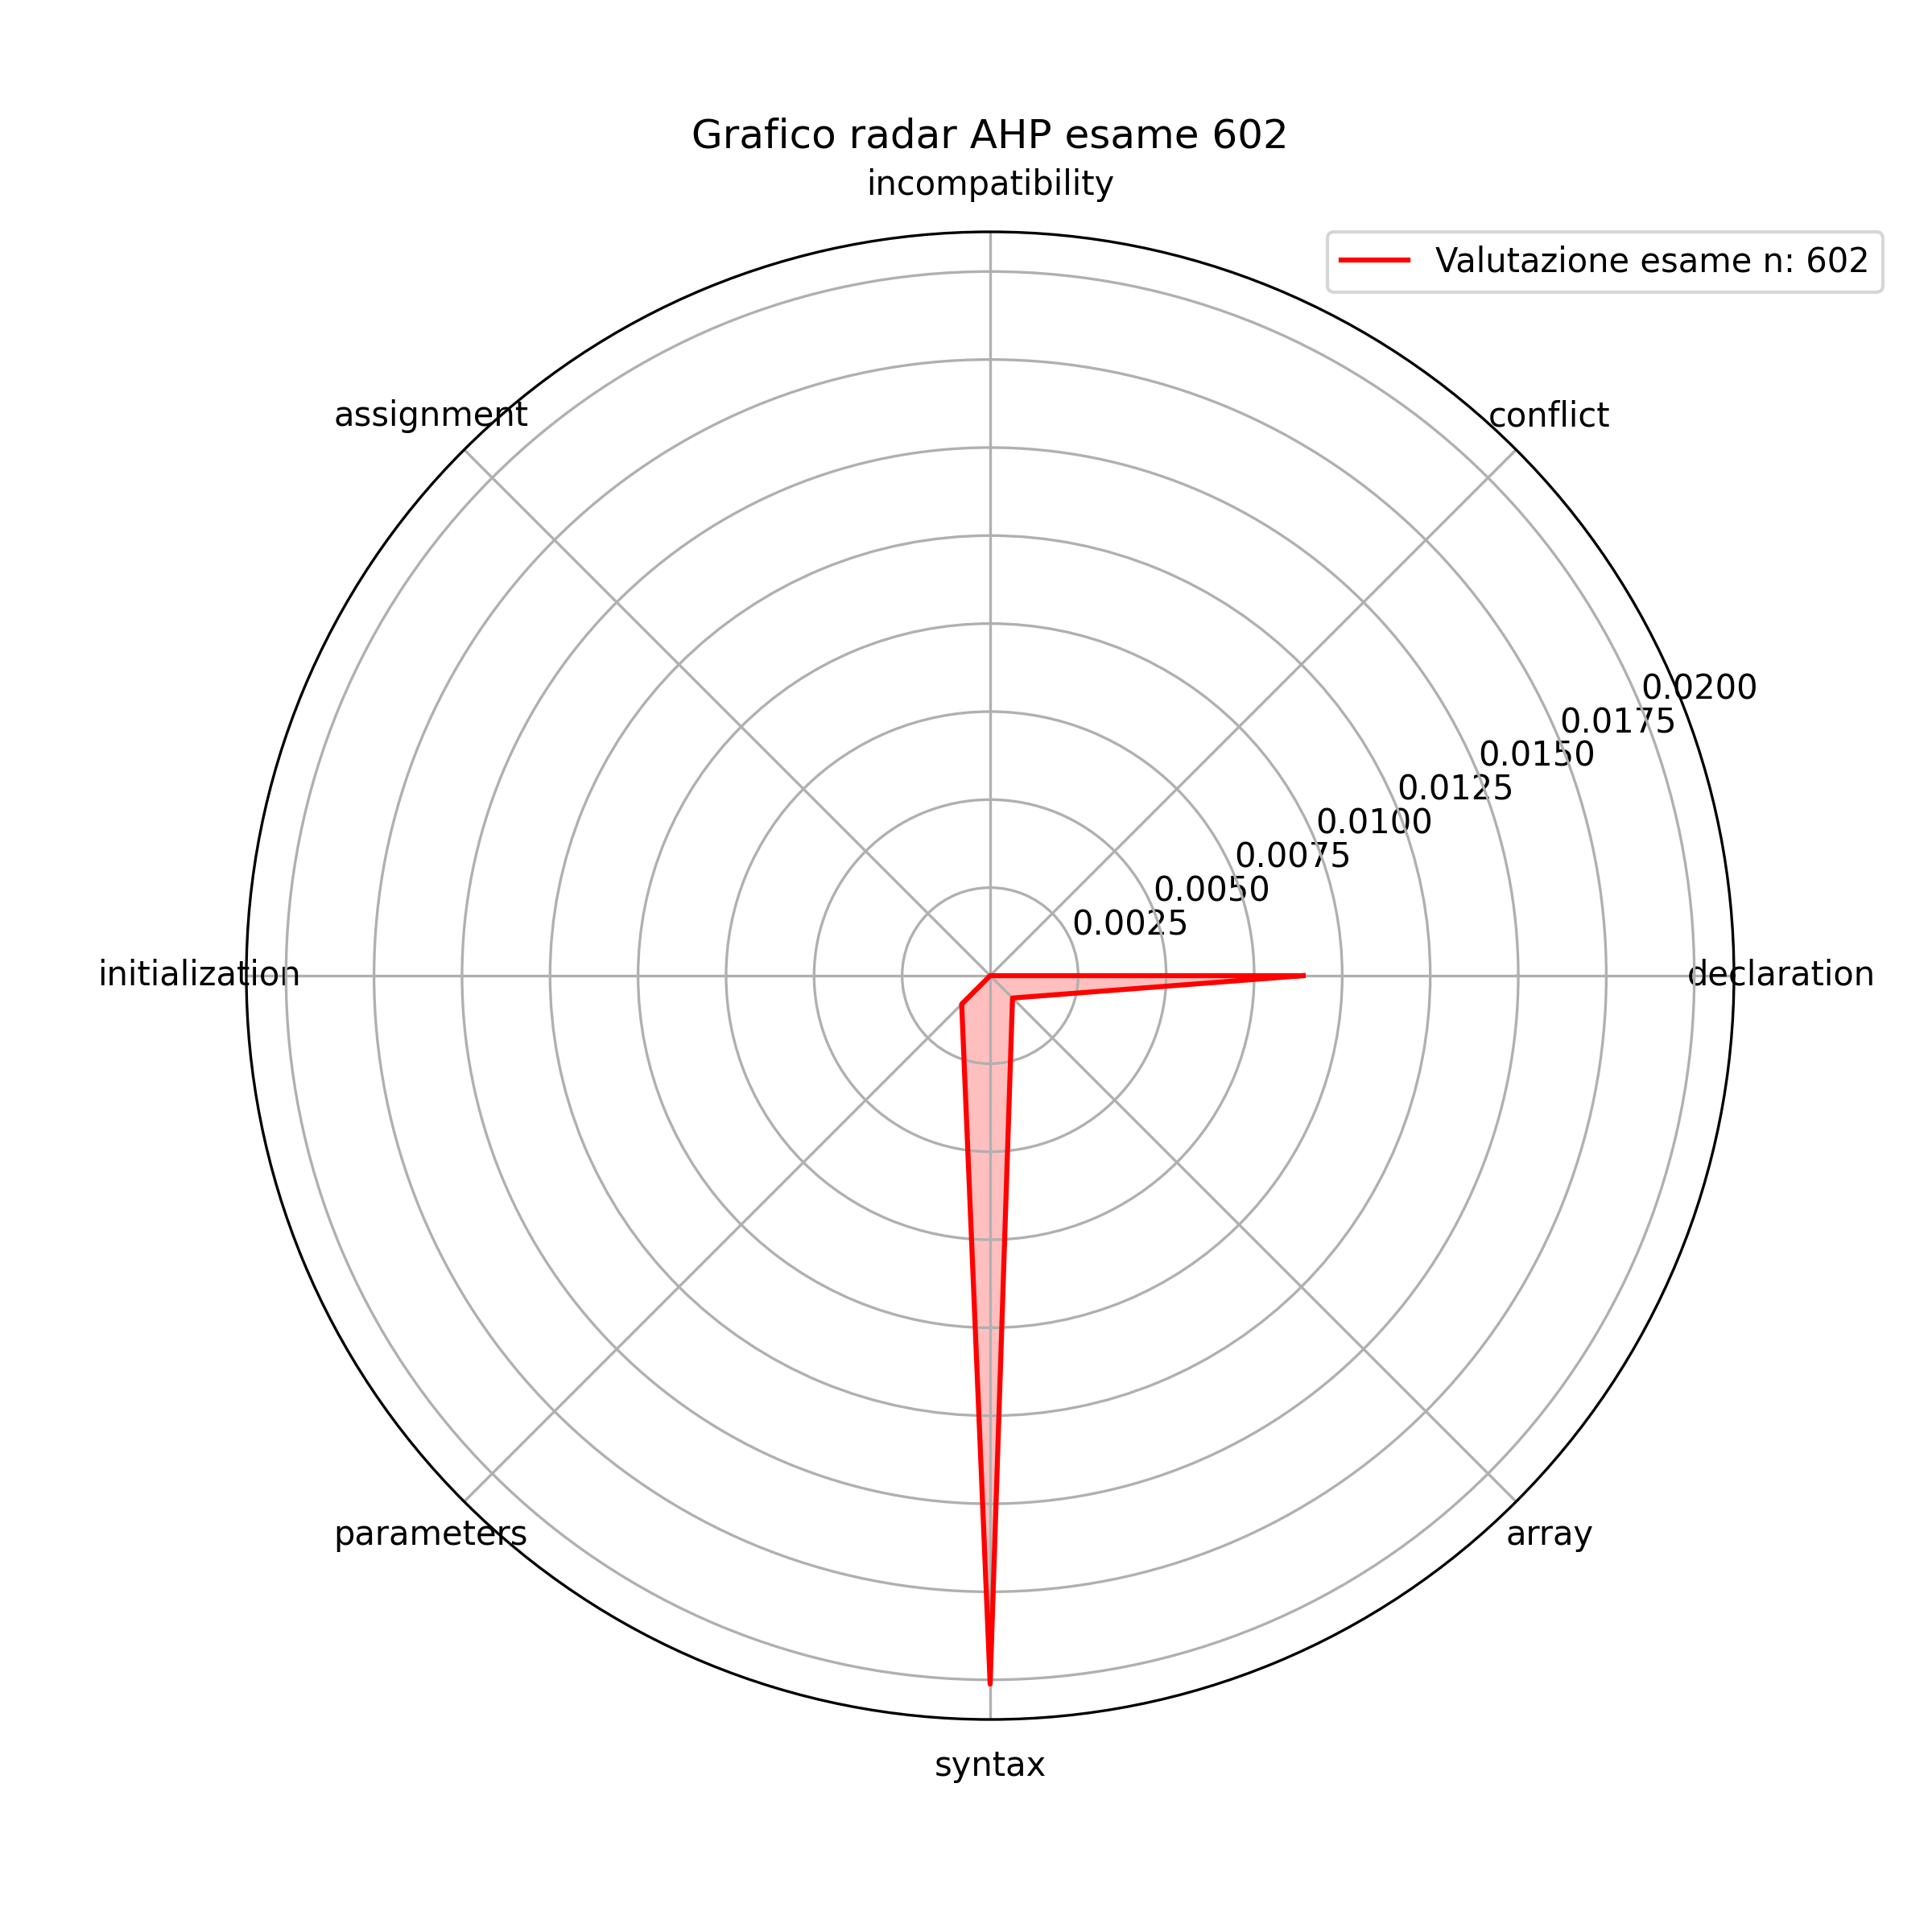 Grafico radar AHP esame 602
incompatibility
Valutazione esame n: 602
assignment
conflict
0.0200
0.0175
0.0150
0.0125
0.0100
0.0075
0.0050
0.0025
initialization
declaration
parameters
array
syntax